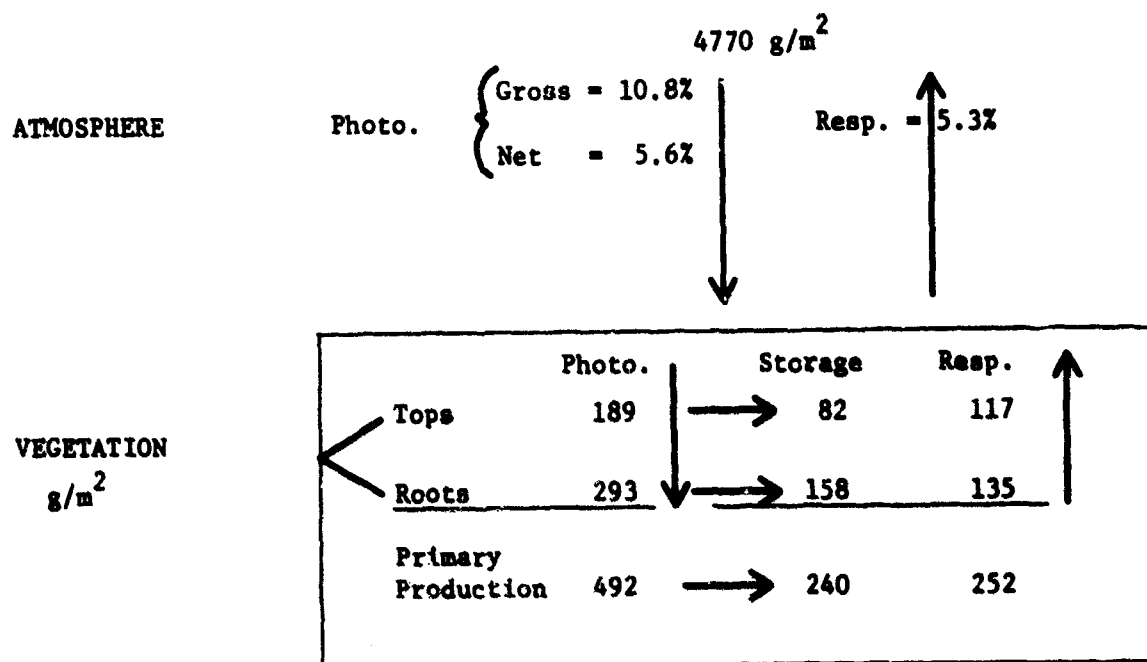 4770 g/m²
Gross = 10.8%
ATMOSPHERE Photo. Resp. = 5.3%
Net = 5.6%
Photo. Storage Resp.
Tops 189 82 117
VEGETATION
g/m²
Roots 293 158 135
Primary
Production 492 240 252